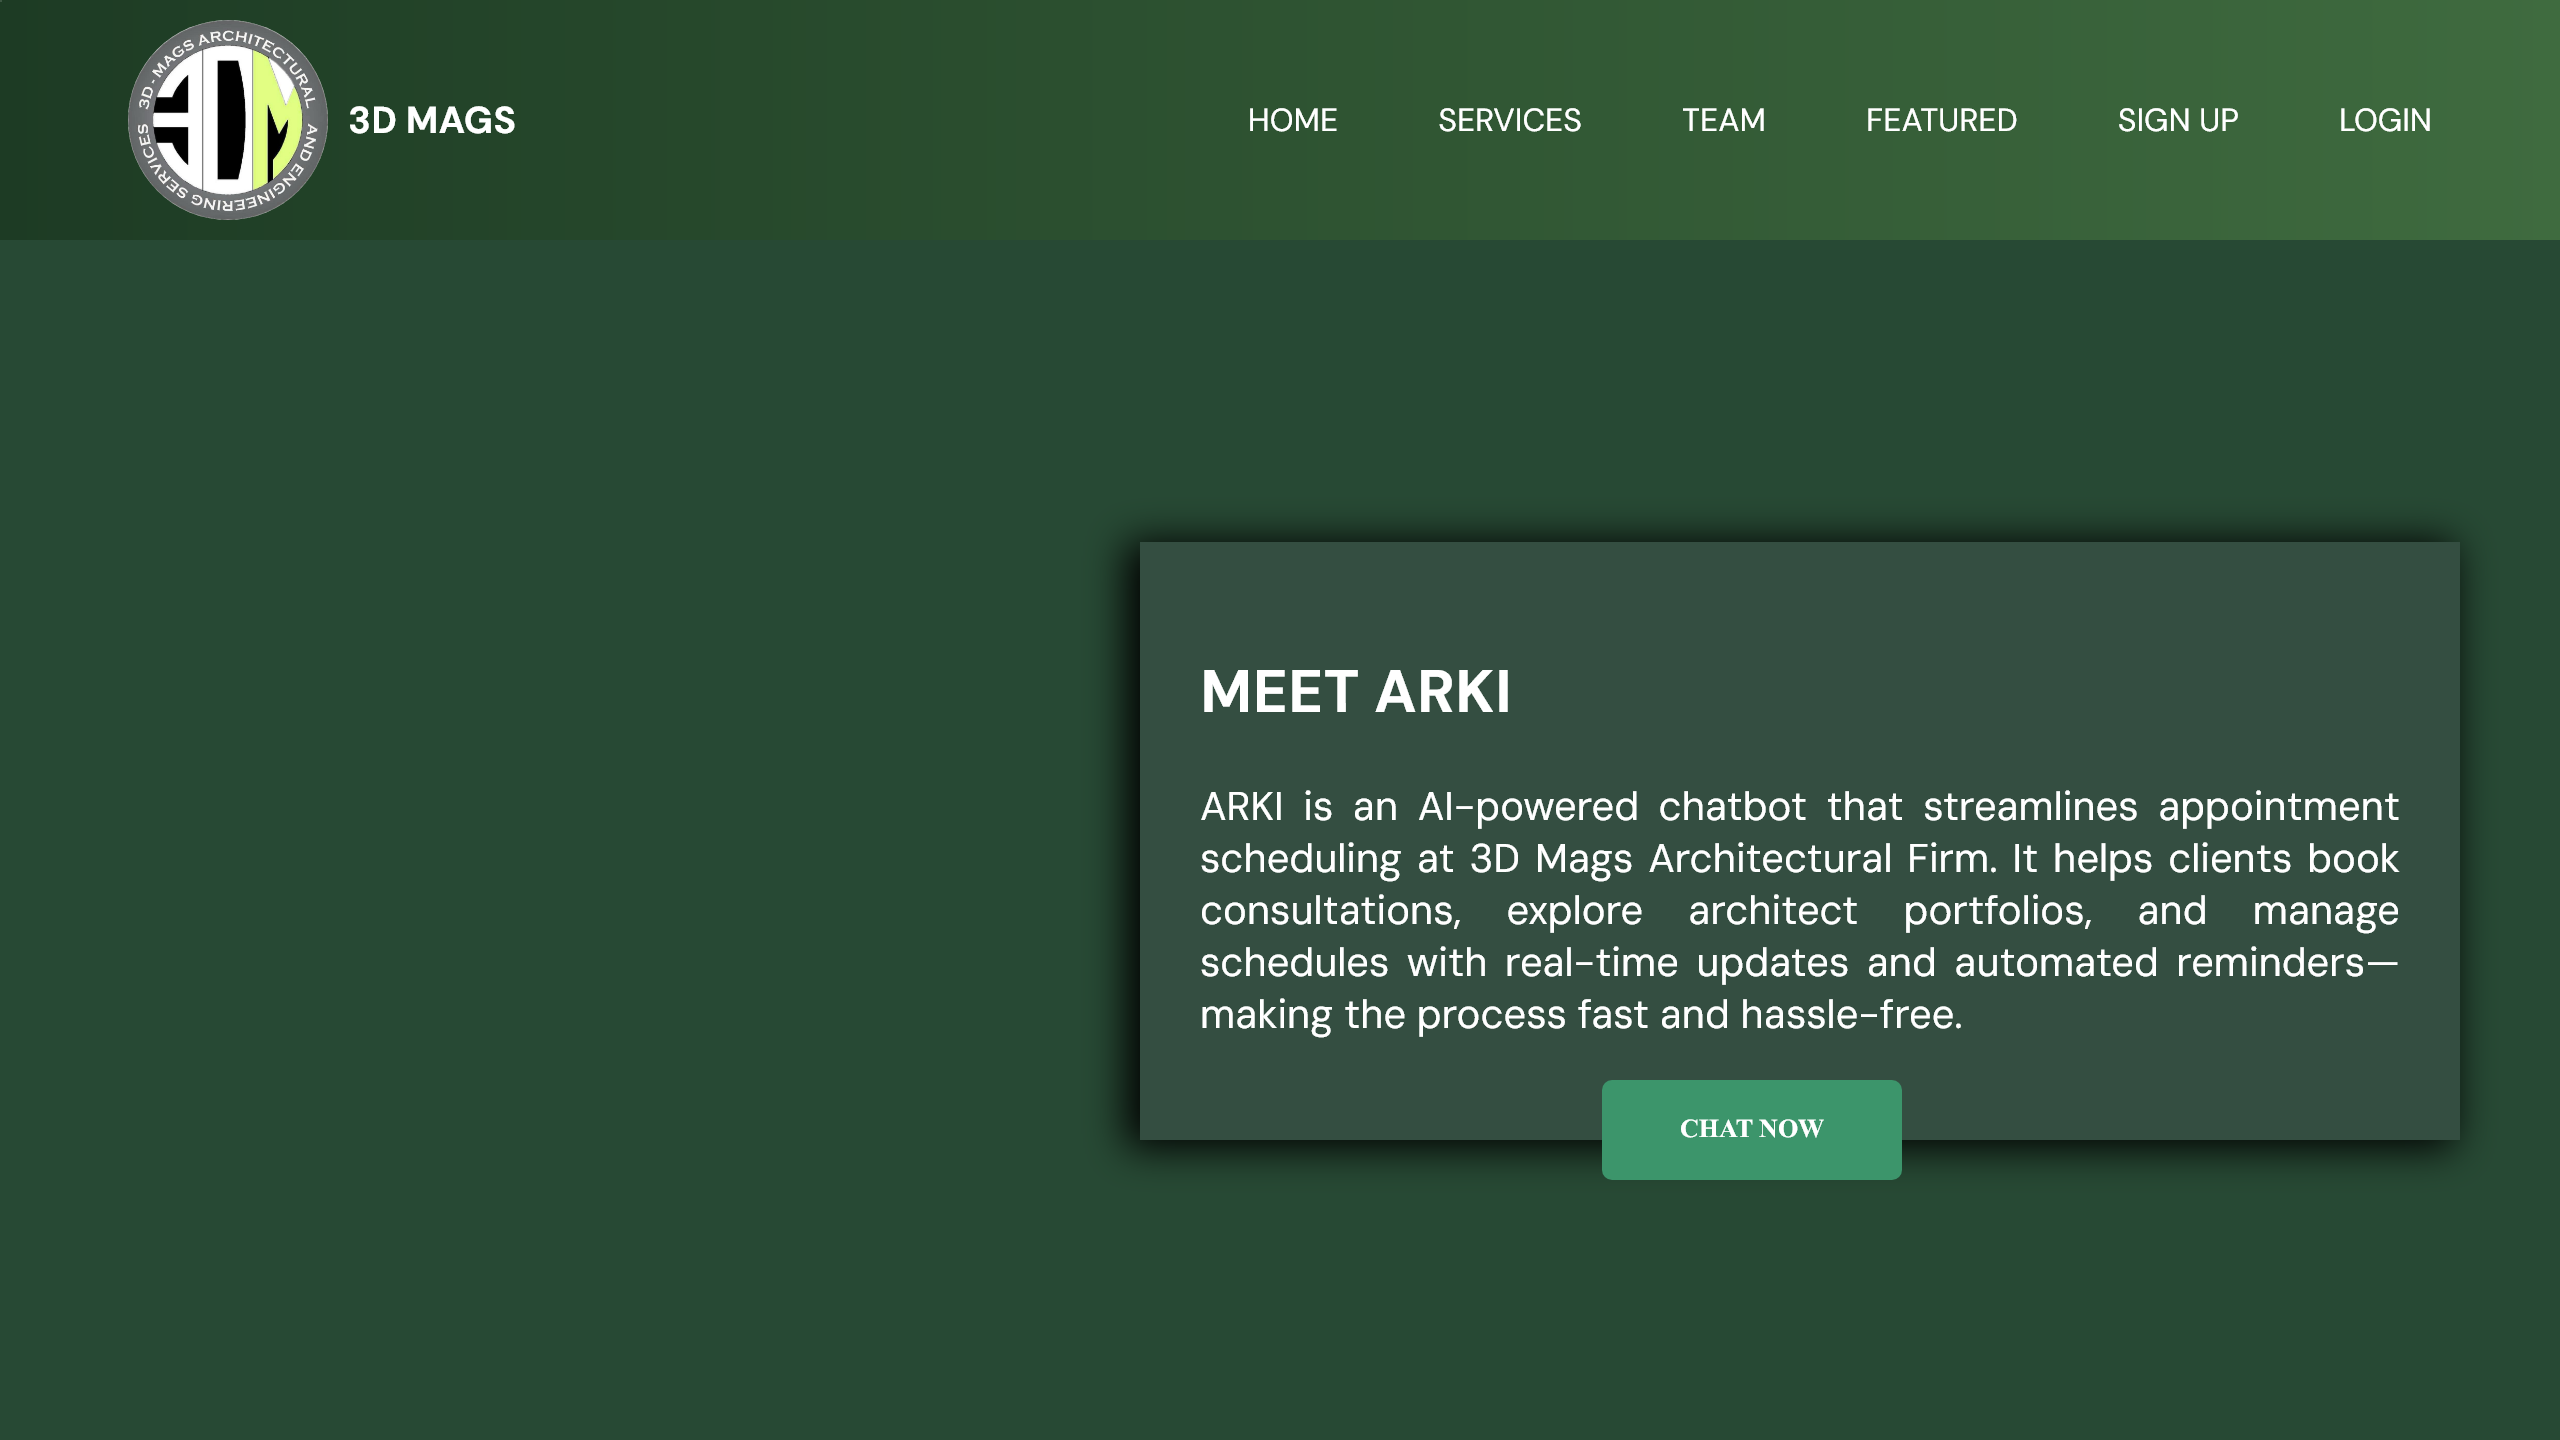 3D - MAGS ARCHITECTURAL AND ENGINEERING SERVICES
3DM
3D MAGS
HOME
SERVICES
TEAM
FEATURED
SIGN UP
LOGIN
MEET ARKI
ARKI is an AI-powered chatbot that streamlines appointment
scheduling at 3D Mags Architectural Firm. It helps clients book
consultations, explore architect portfolios, and manage
schedules with real-time updates and automated reminders—
making the process fast and hassle-free.
CHAT NOW